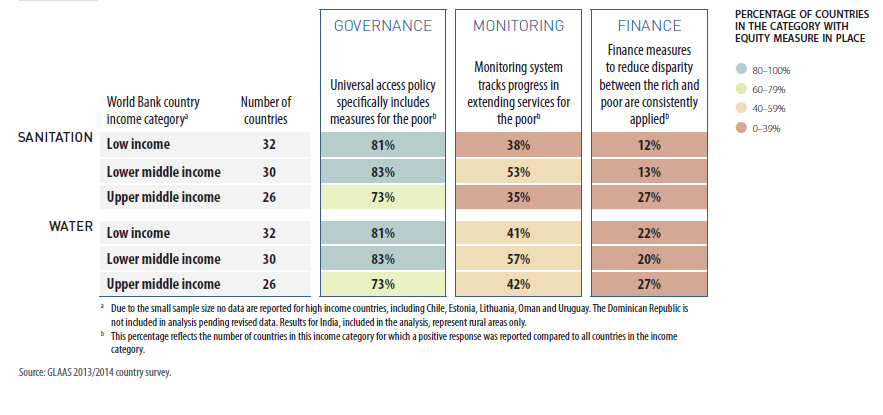 GOVERNANCE MONITORING FINANCE
PERCENTAGE OF COUNTRIES
IN THE CATEGORY WITH
EQUITY MEASURE IN PLACE
80–100%
60–79%
40–59%
0–39%
World Bank country
income categoryᵃ
Number of
countries
Universal access policy
specifically includes
measures for the poorᵇ
Monitoring system
tracks progress in
extending services for
the poorᵇ
Finance measures
to reduce disparity
between the rich and
poor are consistently
appliedᵇ
SANITATION
Low income 32 81% 38% 12%
Lower middle income 30 83% 53% 13%
Upper middle income 26 73% 35% 27%
WATER
Low income 32 81% 41% 22%
Lower middle income 30 83% 57% 20%
Upper middle income 26 73% 42% 27%
ᵃ Due to the small sample size no data are reported for high income countries, including Chile, Estonia, Lithuania, Oman and Uruguay. The Dominican Republic is
not included in analysis pending revised data. Results for India, included in the analysis, represent rural areas only.
ᵇ This percentage reflects the number of countries in this income category for which a positive response was reported compared to all countries in the income
category.
Source: GLAAS 2013/2014 country survey.